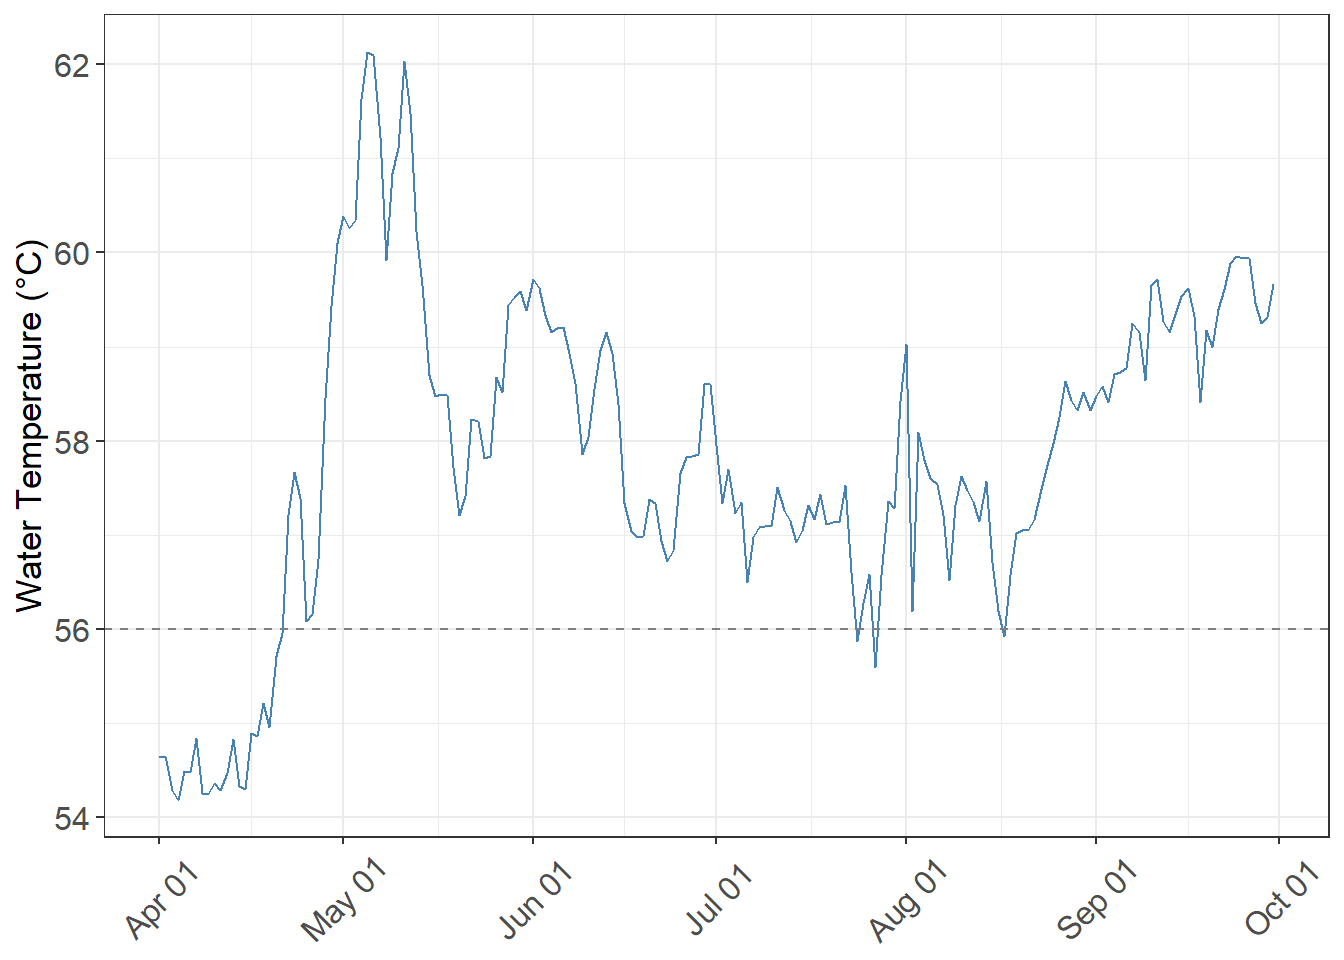 Water Temperature (°C)
62
60
58
56
54
Apr 01
May 01
Jun 01
Jul 01
Aug 01
Sep 01
Oct 01